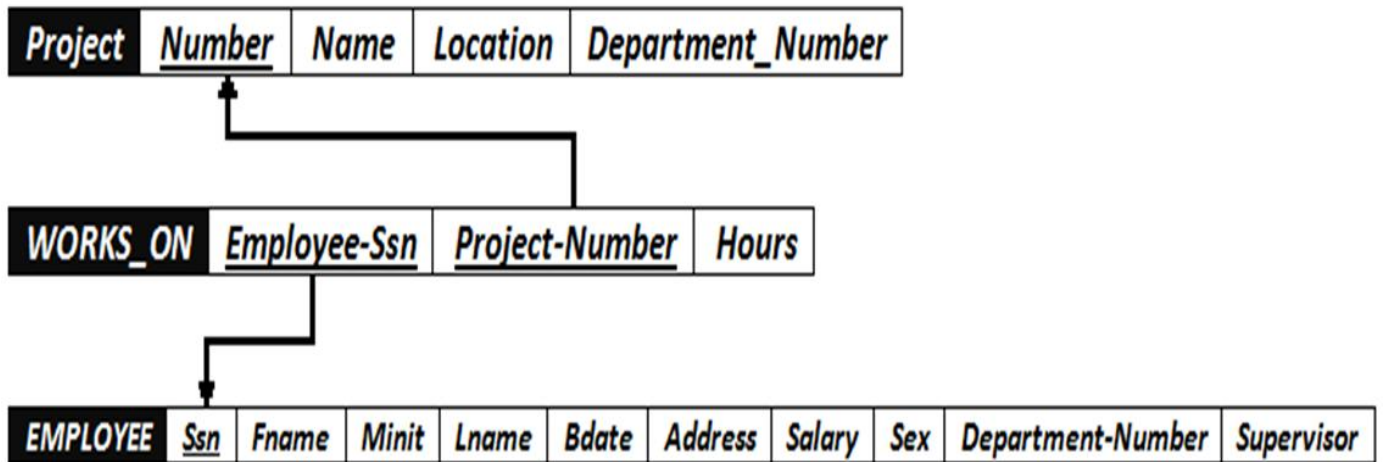 Project Number Name Location Department_Number
WORKS_ON Employee-Ssn Project-Number Hours
EMPLOYEE Ssn Fname Minit Lname Bdate Address Salary Sex Department-Number Supervisor